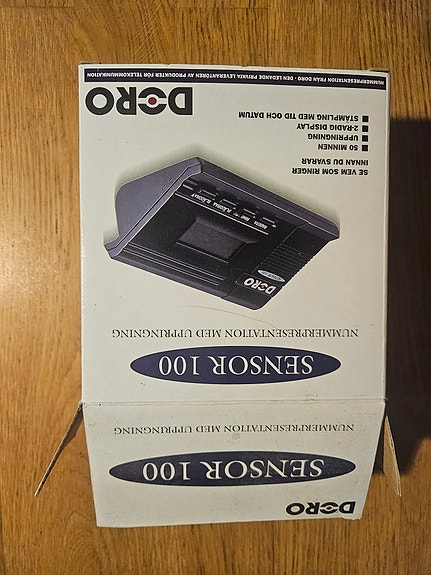 DORO
SENSOR 100
NUMMERPRESENTATION MED UPPRINGNING
SENSOR 100
NUMMERPRESENTATION MED UPPRINGNING
DORO
SE VEM SOM RINGER
INNAN DU SVARAR
■ 50 MINNEN
■ UPPRINGNING
■ 2-RADIG DISPLAY
■ STÄMPLING MED TID OCH DATUM
DORO
NUMMERPRESENTATION FRÅN DORO - DEN LEDANDE PRIVATA LEVERANTÖREN AV PRODUKTER FÖR TELEKOMMUNIKATION